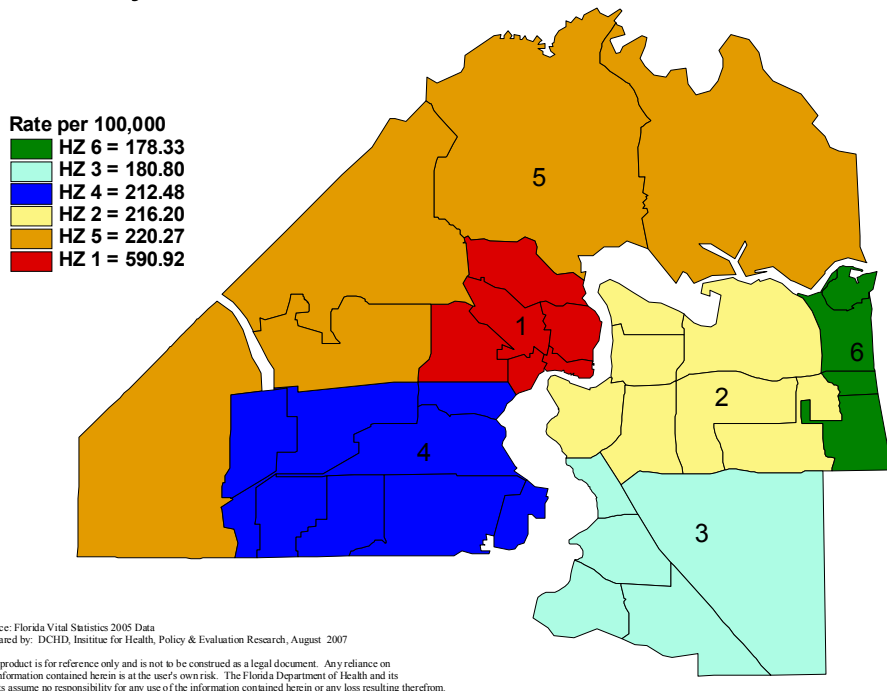 Rate per 100,000
HZ 6 = 178.33
HZ 3 = 180.80
HZ 4 = 212.48
HZ 2 = 216.20
HZ 5 = 220.27
HZ 1 = 590.92
5
1
6
2
4
3
ce: Florida Vital Statistics 2005 Data
ared by: DCHD, Insititue for Health, Policy & Evaluation Research, August 2007
product is for reference only and is not to be construed as a legal document. Any reliance on
nformation contained herein is at the user's own risk. The Florida Department of Health and its
ts assume no responsibility for any use of the information contained herein or any loss resulting therefrom.